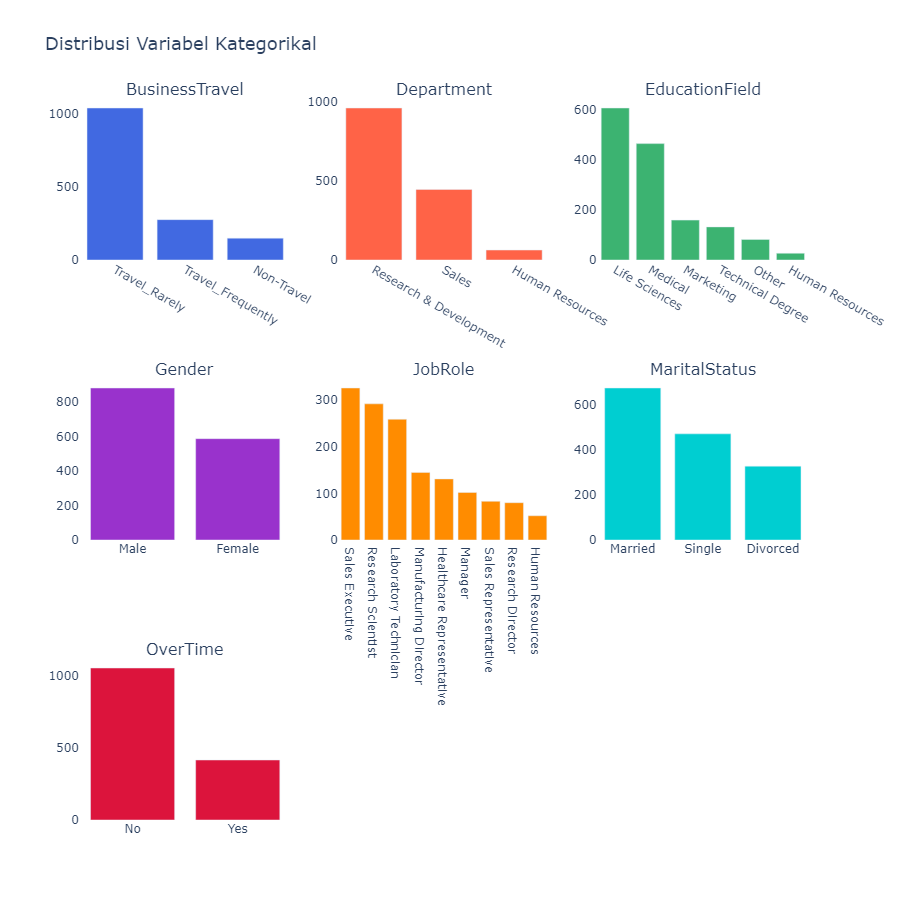 Distribusi Variabel Kategorikal
BusinessTravel
1000
500
0
Travel_Rarely
Travel_Frequently
Non-Travel
Department
1000
500
0
Research & Development
Sales
Human Resources
EducationField
600
400
200
0
Life Sciences
Medical
Marketing
Technical Degree
Other
Human Resources
Gender
800
600
400
200
0
Male
Female
JobRole
300
200
100
0
Sales Executive
Research Scientist
Laboratory Technician
Manufacturing Director
Healthcare Representative
Manager
Sales Representative
Research Director
Human Resources
MaritalStatus
600
400
200
0
Married
Single
Divorced
OverTime
1000
500
0
No
Yes